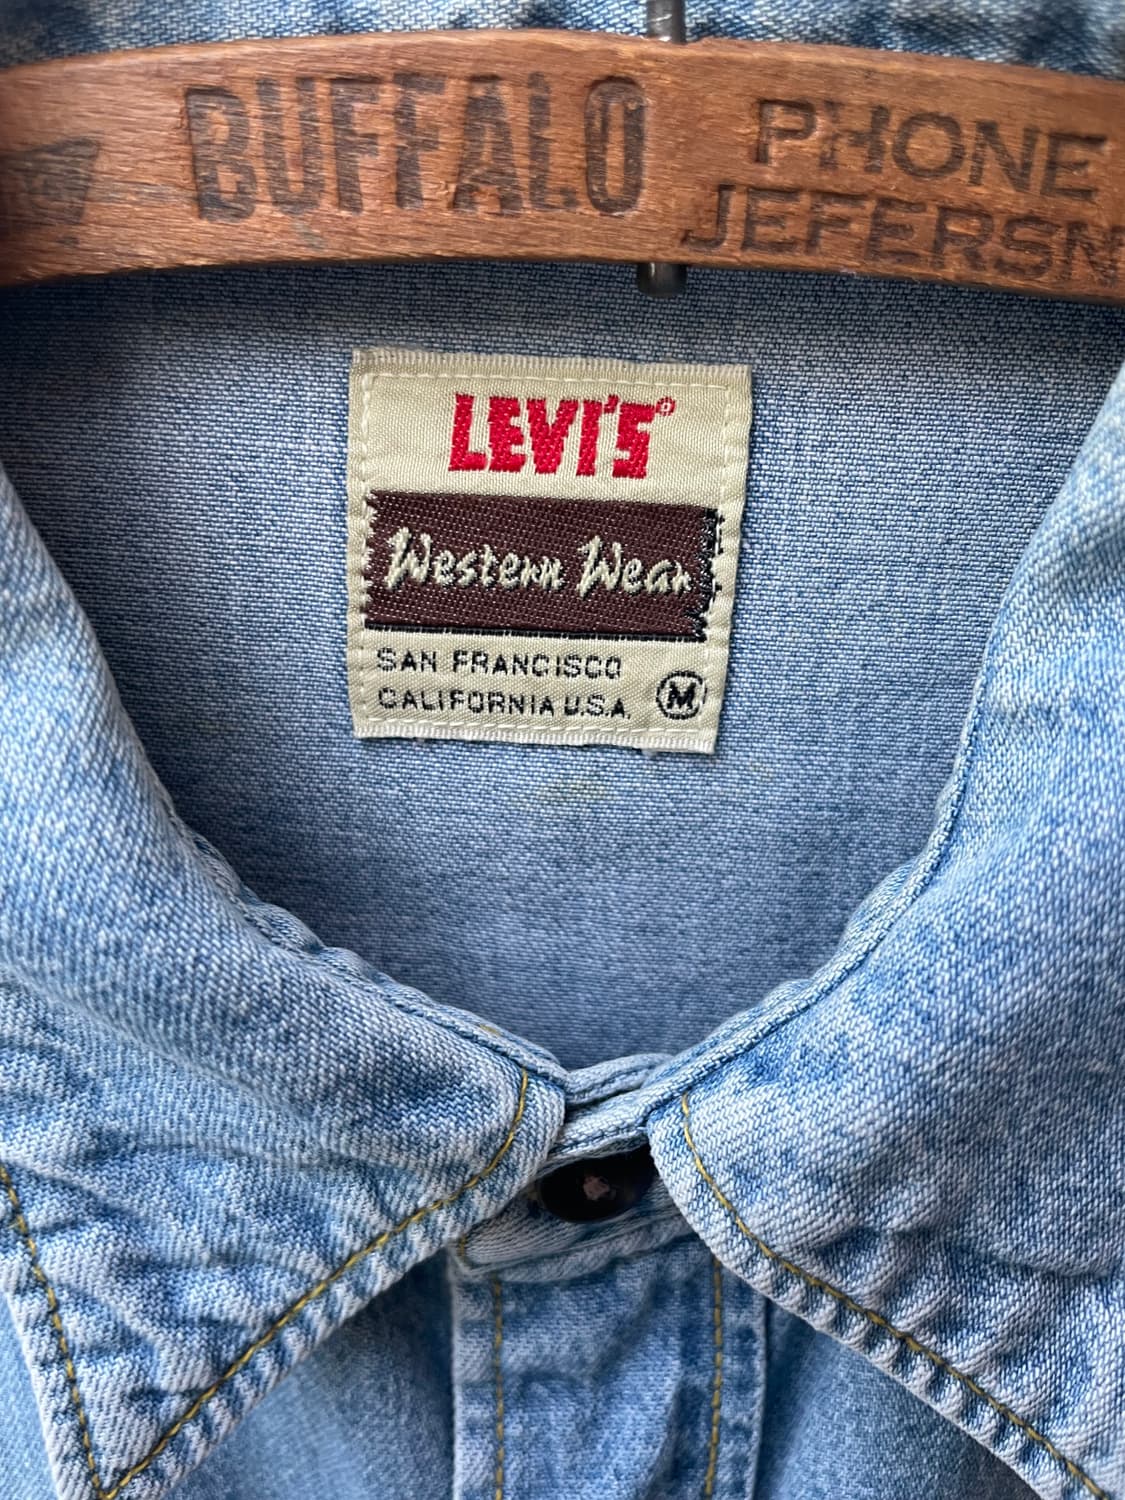 BUFFALO
PHONE
JEFERSN
LEVI'S®
Western Wear
SAN FRANCISCO
CALIFORNIA U.S.A. Ⓜ